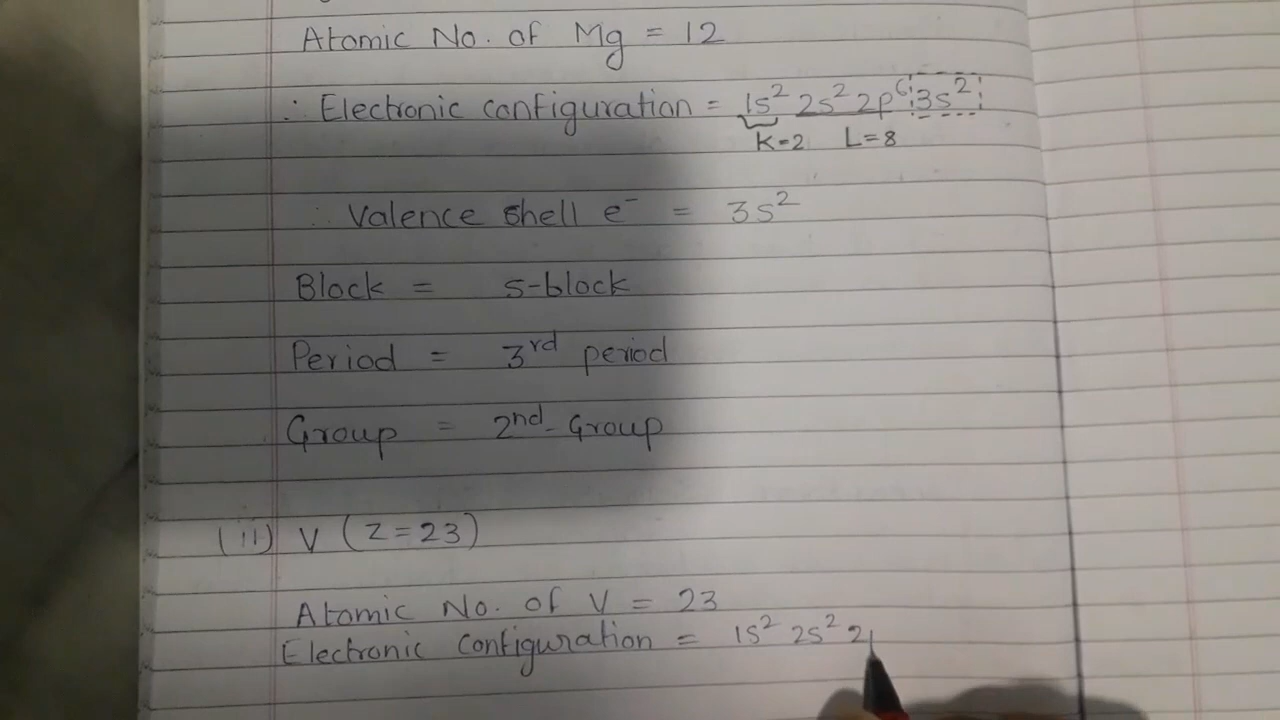 Atomic No. of Mg = 12
∴ Electronic configuration = 1s² 2s² 2p⁶ 3s²
K=2 L=8
∴ Valence shell e⁻ = 3s²
Block = s-block
Period = 3rd period
Group = 2nd Group
(ii) V (Z=23)
Atomic No. of V = 23
Electronic configuration = 1s² 2s² 2